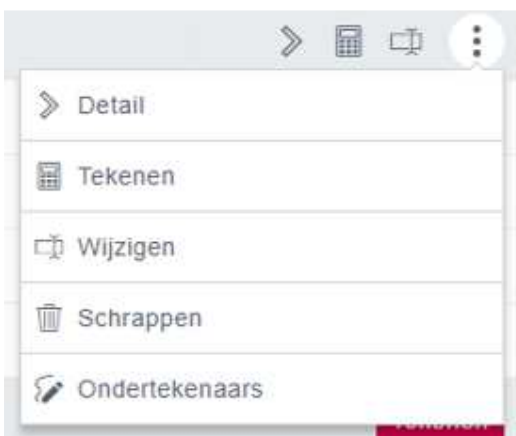 Detail
Tekenen
Wijzigen
Schrappen
Ondertekenaars